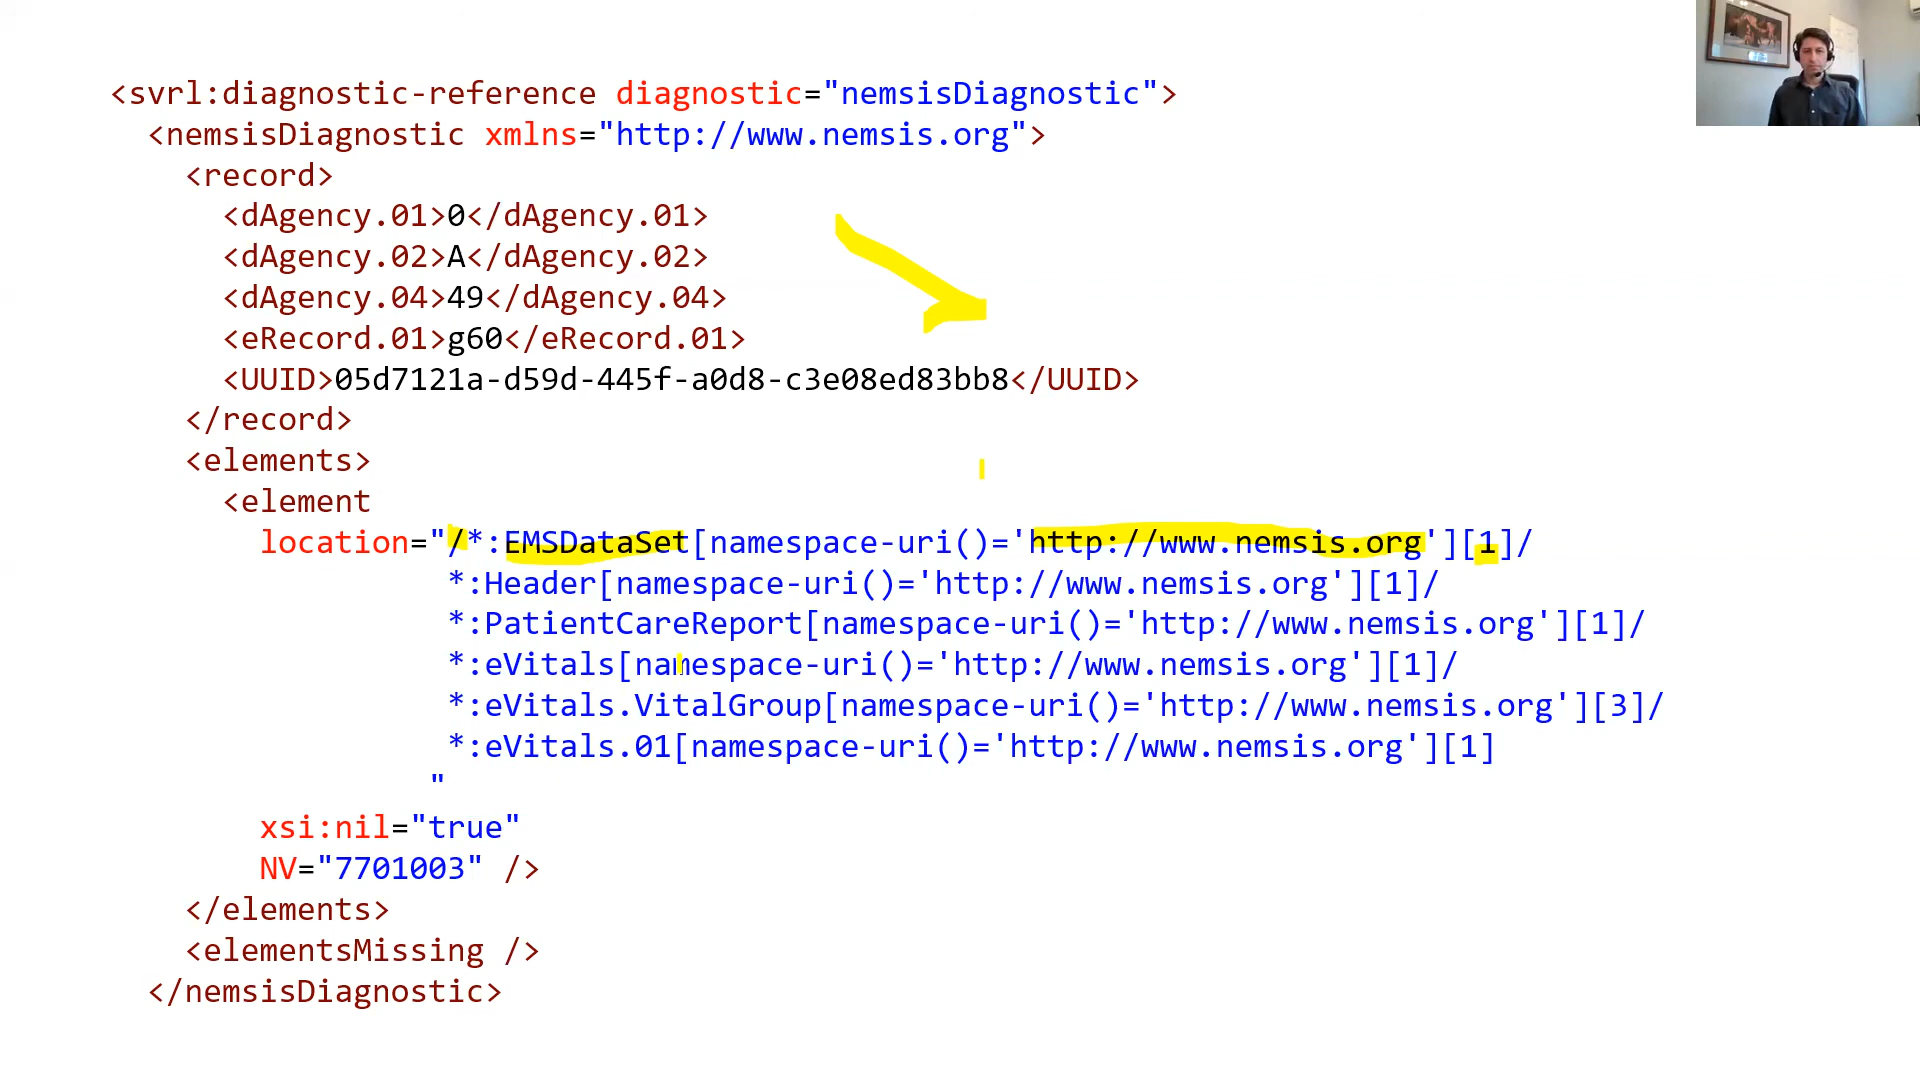 <svrl:diagnostic-reference diagnostic="nemsisDiagnostic">
<nemsisDiagnostic xmlns="http://www.nemsis.org">
<record>
<dAgency.01>0</dAgency.01>
<dAgency.02>A</dAgency.02>
<dAgency.04>49</dAgency.04>
<eRecord.01>g60</eRecord.01>
<UUID>05d7121a-d59d-445f-a0d8-c3e08ed83bb8</UUID>
</record>
<elements>
<element
location="/*:EMSDataSet[namespace-uri()='http://www.nemsis.org'][1]/
*:Header[namespace-uri()='http://www.nemsis.org'][1]/
*:PatientCareReport[namespace-uri()='http://www.nemsis.org'][1]/
*:eVitals[namespace-uri()='http://www.nemsis.org'][1]/
*:eVitals.VitalGroup[namespace-uri()='http://www.nemsis.org'][3]/
*:eVitals.01[namespace-uri()='http://www.nemsis.org'][1]
"
xsi:nil="true"
NV="7701003" />
</elements>
<elementsMissing />
</nemsisDiagnostic>